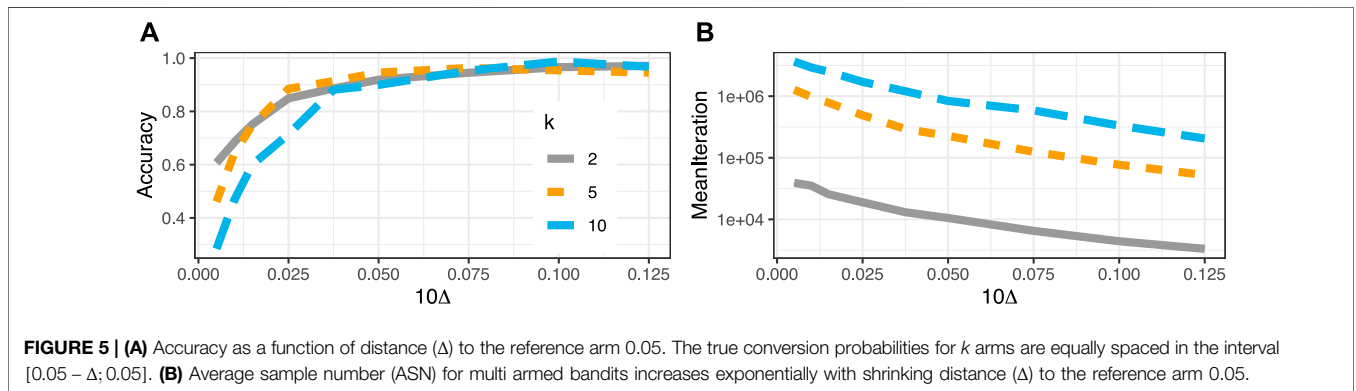 A
B
1.0
0.8
0.6
0.4
Accuracy
k
2
5
10
0.000
0.025
0.050
0.075
0.100
0.125
10Δ
1e+06
1e+05
1e+04
MeanIteration
0.000
0.025
0.050
0.075
0.100
0.125
10Δ
FIGURE 5 | (A) Accuracy as a function of distance (Δ) to the reference arm 0.05. The true conversion probabilities for k arms are equally spaced in the interval
[0.05 – Δ; 0.05]. (B) Average sample number (ASN) for multi armed bandits increases exponentially with shrinking distance (Δ) to the reference arm 0.05.